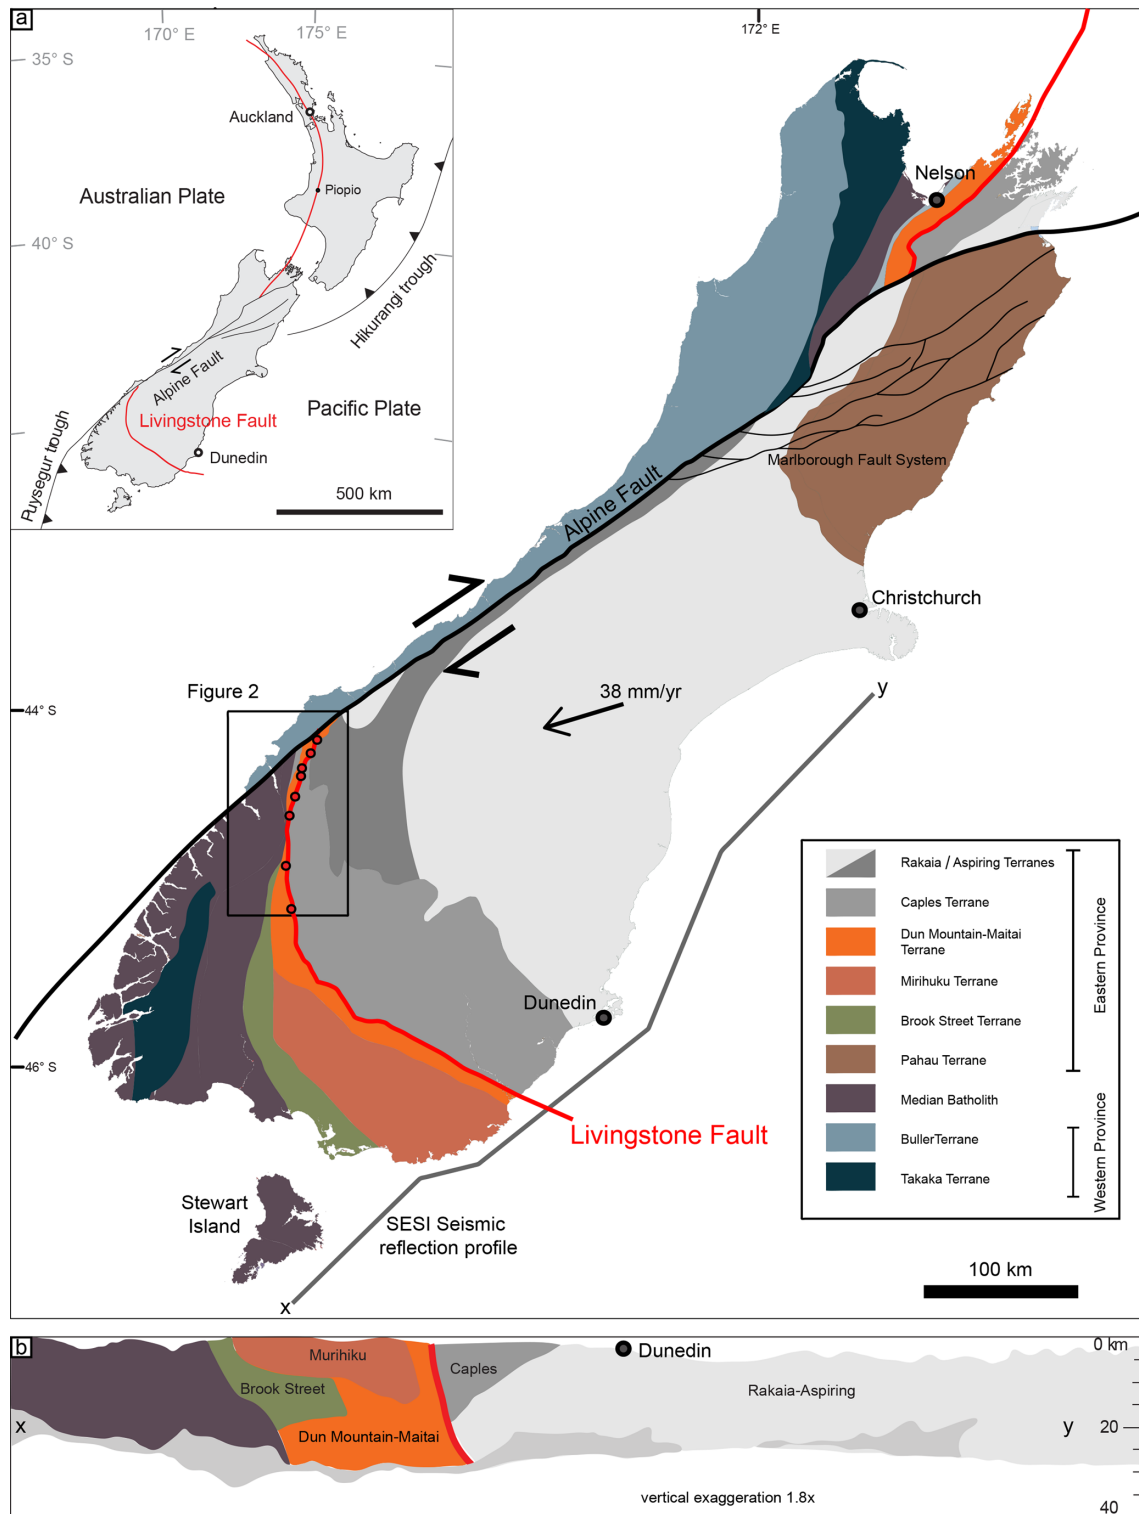 a
170° E
175° E
172° E
35° S
Auckland
Australian Plate
Piopio
Nelson
40° S
Hikurangi trough
Alpine Fault
Pacific Plate
Livingstone Fault
Puysegur trough
Dunedin
500 km
Marlborough Fault System
Alpine Fault
Christchurch
Figure 2
38 mm/yr
y
44° S
Rakaia / Aspiring Terranes
Caples Terrane
Dun Mountain-Maitai
Terrane
Mirihuku Terrane
Brook Street Terrane
Pahau Terrane
Median Batholith
BullerTerrane
Takaka Terrane
Eastern Province
Western Province
Dunedin
46° S
Livingstone Fault
Stewart
Island
SESI Seismic
reflection profile
x
100 km
b
0 km
Murihiku
Dunedin
Caples
Brook Street
Rakaia-Aspiring
x
Dun Mountain-Maitai
y
20
vertical exaggeration 1.8x
40